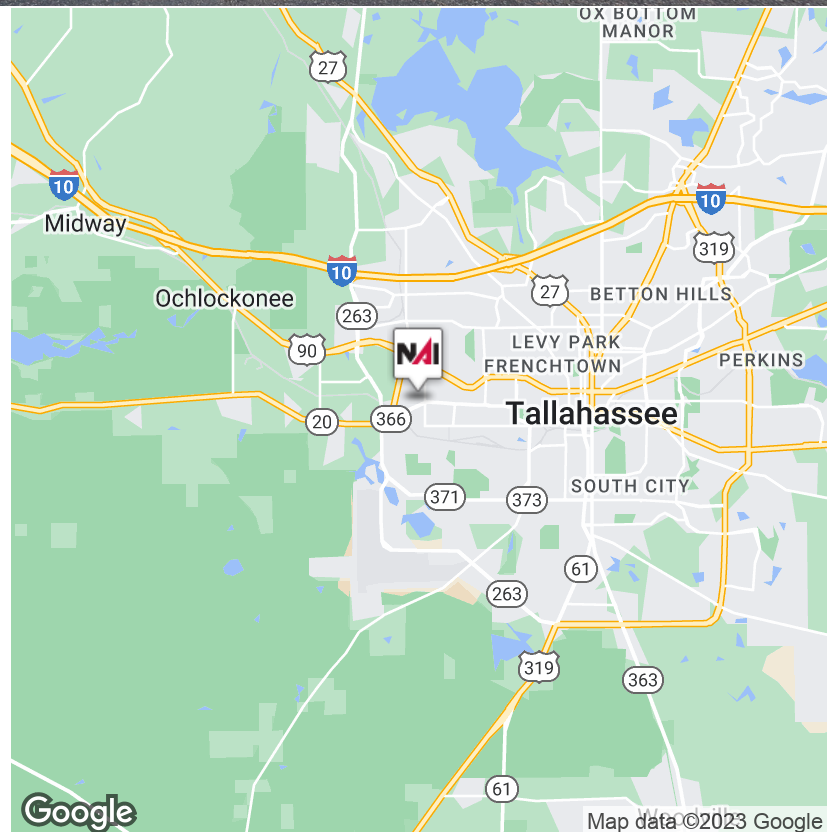 OX BOTTOM
MANOR
27
10
10
Midway
319
10
27
Ochlockonee
BETTON HILLS
263
LEVY PARK
90
NAI
FRENCHTOWN
PERKINS
Tallahassee
366
20
SOUTH CITY
371
373
61
263
319
363
61
Google
Map data ©2023 Google